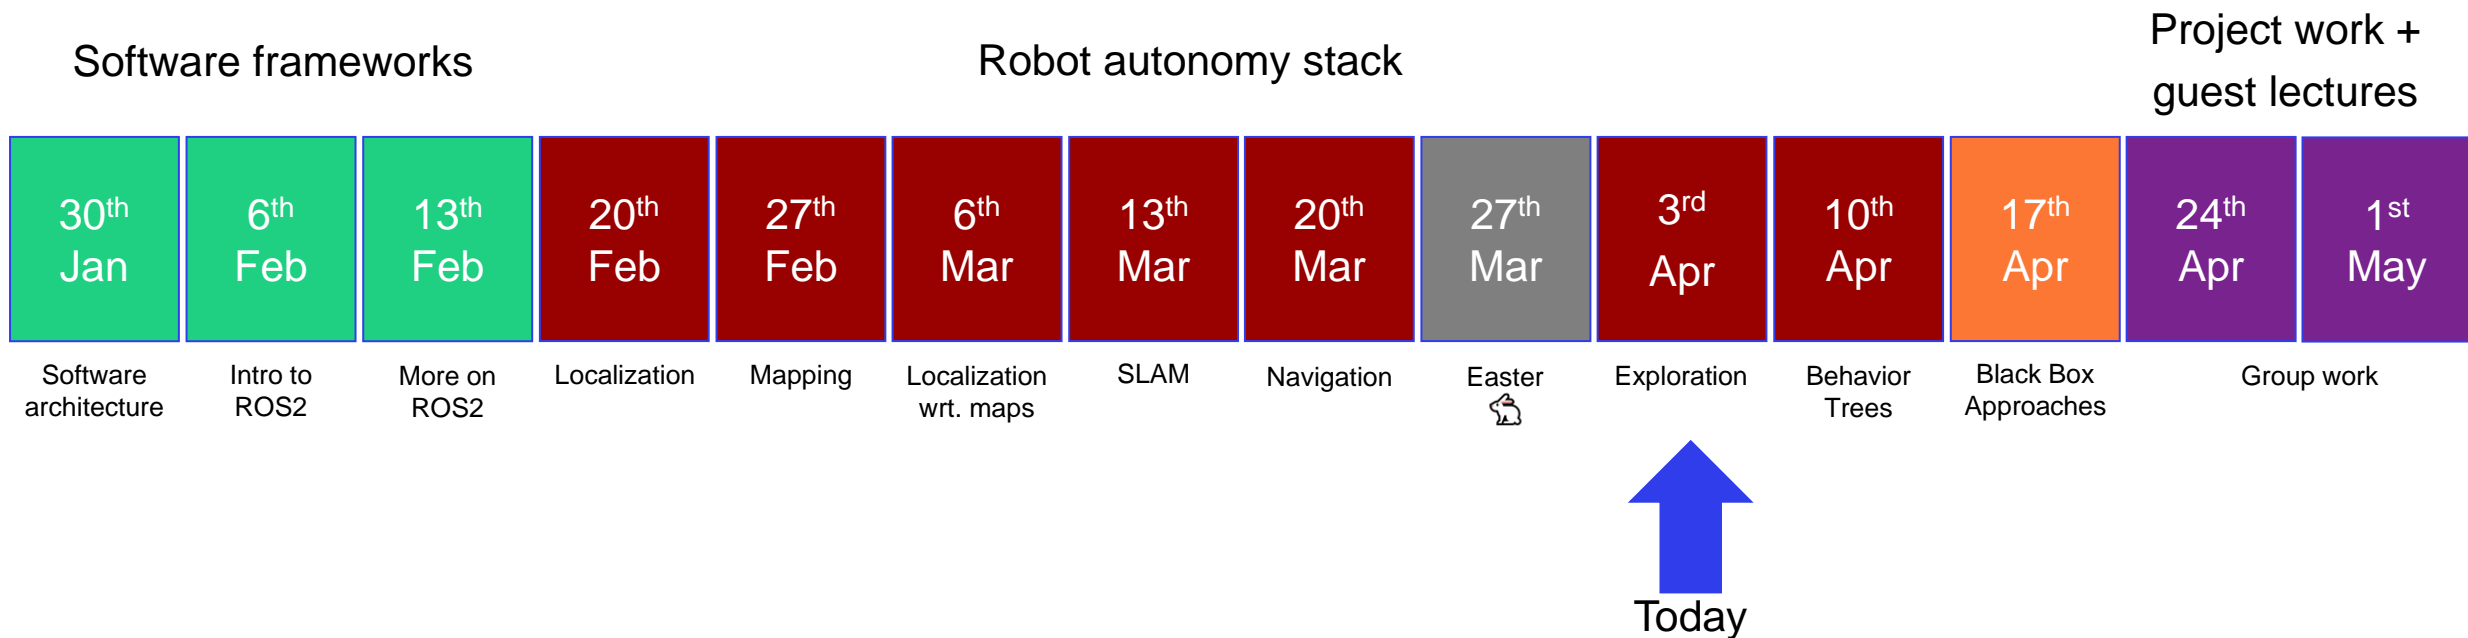 Software frameworks
Robot autonomy stack
Project work +
guest lectures
30th
Jan
6th
Feb
13th
Feb
20th
Feb
27th
Feb
6th
Mar
13th
Mar
20th
Mar
27th
Mar
3rd
Apr
10th
Apr
17th
Apr
24th
Apr
1st
May
Software
architecture
Intro to
ROS2
More on
ROS2
Localization
Mapping
Localization
wrt. maps
SLAM
Navigation
Easter
Exploration
Behavior
Trees
Black Box
Approaches
Group work
Today